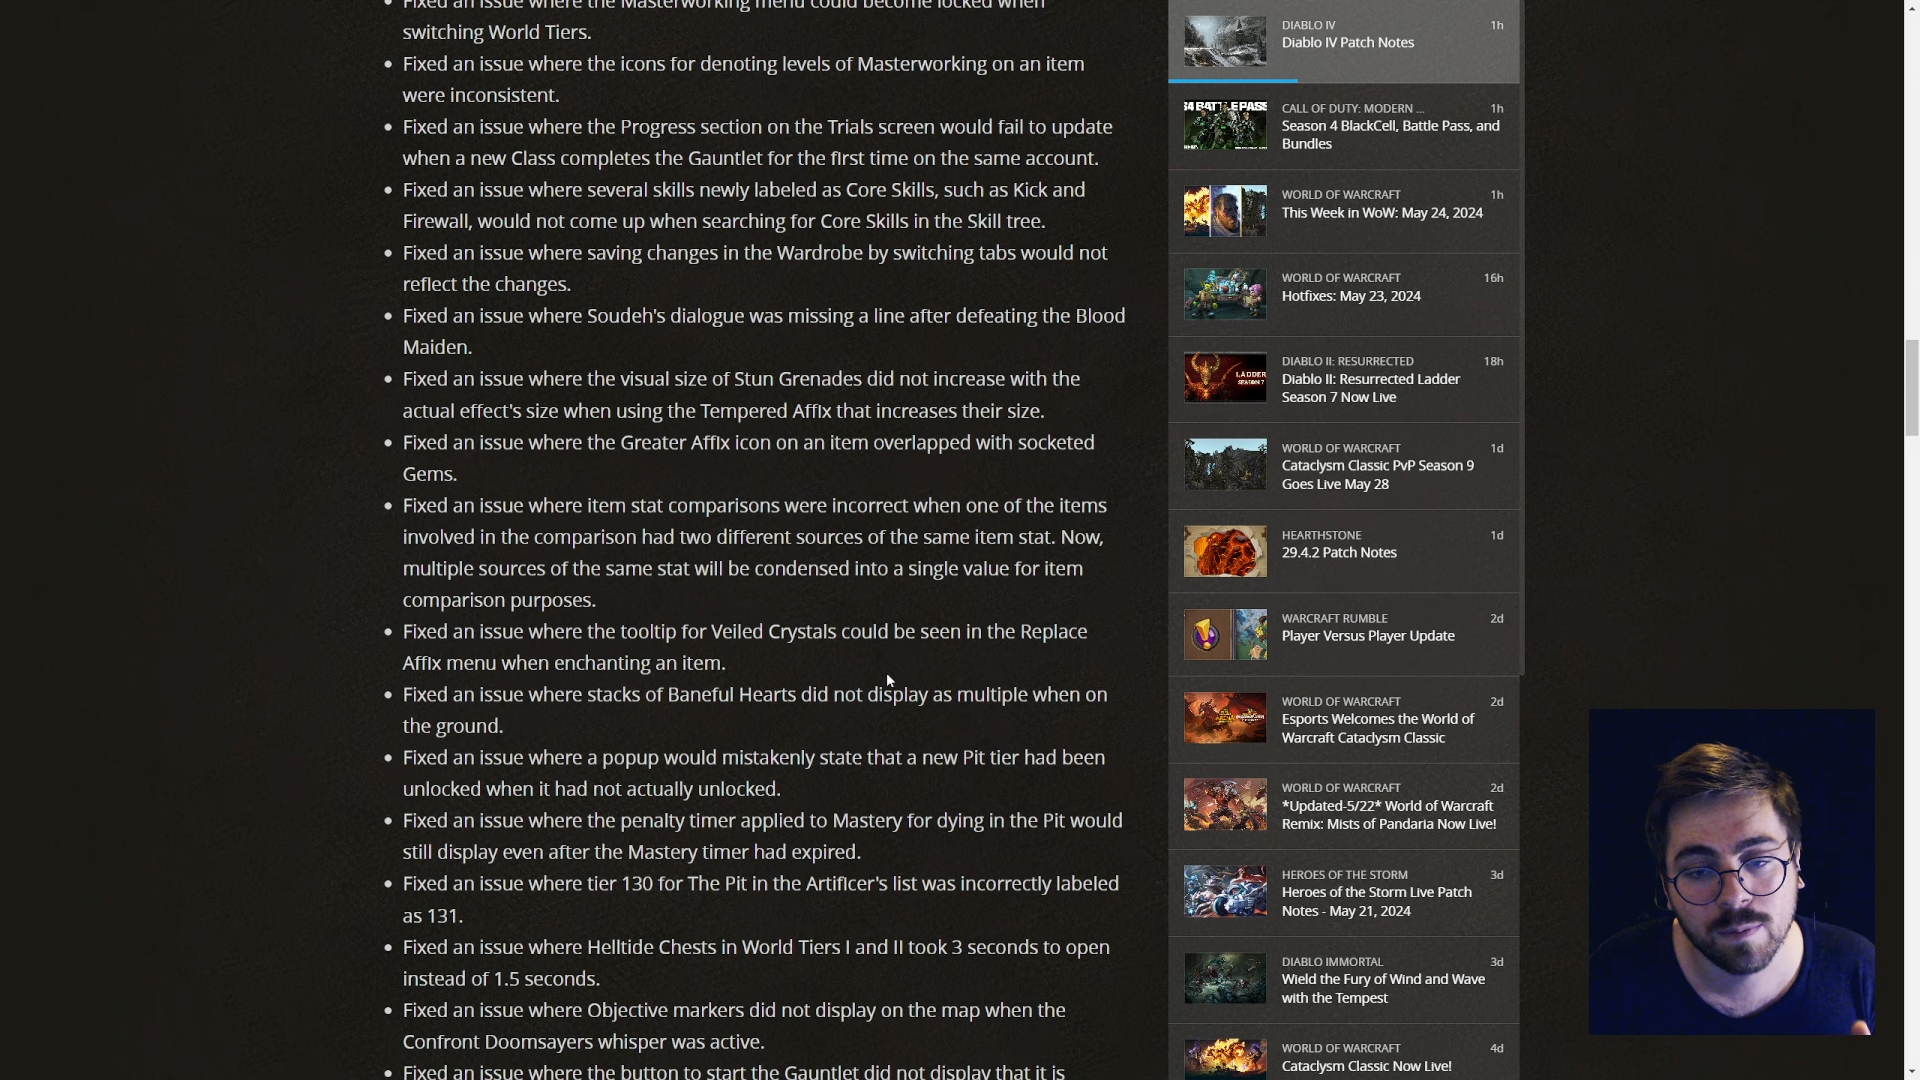 Fixed an issue where the Masterworking menu could become locked when
switching World Tiers.
Fixed an issue where the icons for denoting levels of Masterworking on an item
were inconsistent.
Fixed an issue where the Progress section on the Trials screen would fail to update
when a new Class completes the Gauntlet for the first time on the same account.
Fixed an issue where several skills newly labeled as Core Skills, such as Kick and
Firewall, would not come up when searching for Core Skills in the Skill tree.
Fixed an issue where saving changes in the Wardrobe by switching tabs would not
reflect the changes.
Fixed an issue where Soudeh's dialogue was missing a line after defeating the Blood
Maiden.
Fixed an issue where the visual size of Stun Grenades did not increase with the
actual effect's size when using the Tempered Affix that increases their size.
Fixed an issue where the Greater Affix icon on an item overlapped with socketed
Gems.
Fixed an issue where item stat comparisons were incorrect when one of the items
involved in the comparison had two different sources of the same item stat. Now,
multiple sources of the same stat will be condensed into a single value for item
comparison purposes.
Fixed an issue where the tooltip for Veiled Crystals could be seen in the Replace
Affix menu when enchanting an item.
Fixed an issue where stacks of Baneful Hearts did not display as multiple when on
the ground.
Fixed an issue where a popup would mistakenly state that a new Pit tier had been
unlocked when it had not actually unlocked.
Fixed an issue where the penalty timer applied to Mastery for dying in the Pit would
still display even after the Mastery timer had expired.
Fixed an issue where tier 130 for The Pit in the Artificer's list was incorrectly labeled
as 131.
Fixed an issue where Helltide Chests in World Tiers I and II took 3 seconds to open
instead of 1.5 seconds.
Fixed an issue where Objective markers did not display on the map when the
Confront Doomsayers whisper was active.
Fixed an issue where the button to start the Gauntlet did not display that it is
DIABLO IV 1h
Diablo IV Patch Notes
S4 BATTLE PASS
CALL OF DUTY: MODERN ... 1h
Season 4 BlackCell, Battle Pass, and
Bundles
WORLD OF WARCRAFT 1h
This Week in WoW: May 24, 2024
WORLD OF WARCRAFT 16h
Hotfixes: May 23, 2024
LADDER
SEASON 7
DIABLO II: RESURRECTED 18h
Diablo II: Resurrected Ladder
Season 7 Now Live
WORLD OF WARCRAFT 1d
Cataclysm Classic PvP Season 9
Goes Live May 28
HEARTHSTONE 1d
29.4.2 Patch Notes
WARCRAFT RUMBLE 2d
Player Versus Player Update
WORLD OF WARCRAFT 2d
Esports Welcomes the World of
Warcraft Cataclysm Classic
WORLD OF WARCRAFT 2d
*Updated-5/22* World of Warcraft
Remix: Mists of Pandaria Now Live!
HEROES OF THE STORM 3d
Heroes of the Storm Live Patch
Notes - May 21, 2024
DIABLO IMMORTAL 3d
Wield the Fury of Wind and Wave
with the Tempest
WORLD OF WARCRAFT 4d
Cataclysm Classic Now Live!